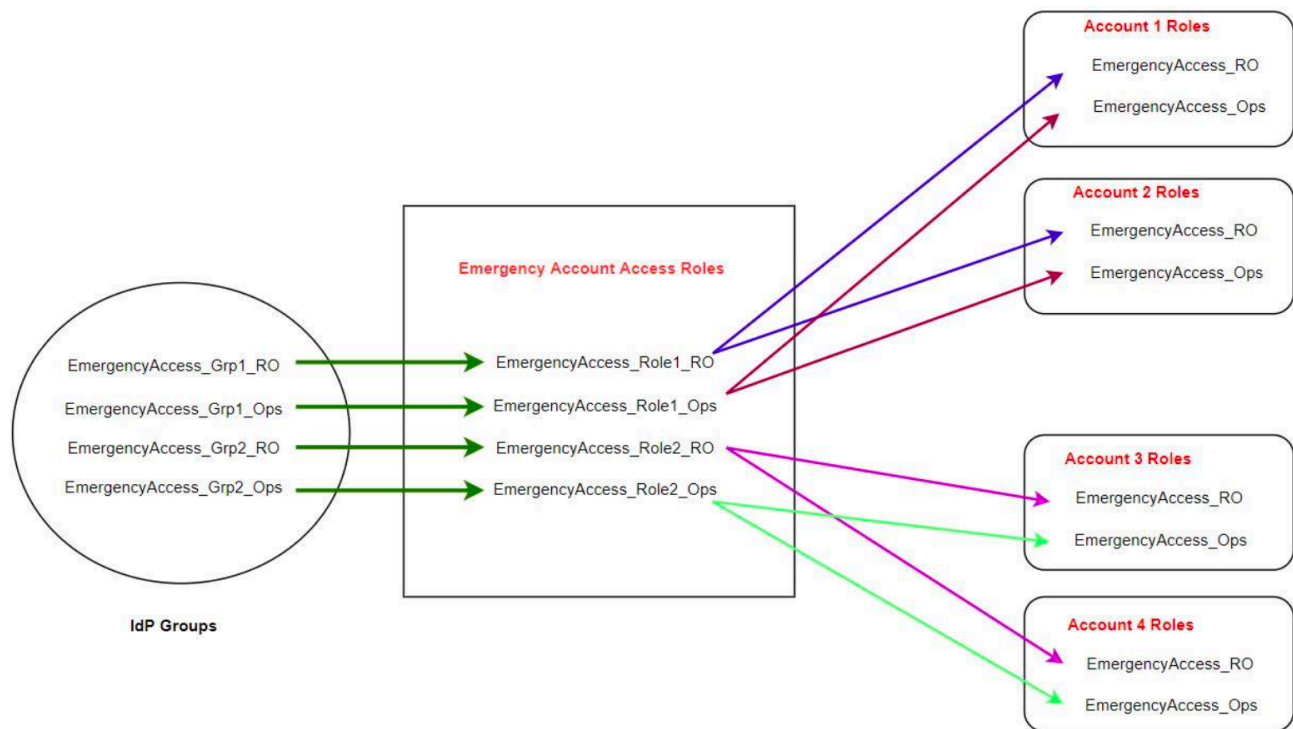 IdP Groups
EmergencyAccess_Grp1_RO
EmergencyAccess_Grp1_Ops
EmergencyAccess_Grp2_RO
EmergencyAccess_Grp2_Ops
Emergency Account Access Roles
EmergencyAccess_Role1_RO
EmergencyAccess_Role1_Ops
EmergencyAccess_Role2_RO
EmergencyAccess_Role2_Ops
Account 1 Roles
EmergencyAccess_RO
EmergencyAccess_Ops
Account 2 Roles
EmergencyAccess_RO
EmergencyAccess_Ops
Account 3 Roles
EmergencyAccess_RO
EmergencyAccess_Ops
Account 4 Roles
EmergencyAccess_RO
EmergencyAccess_Ops